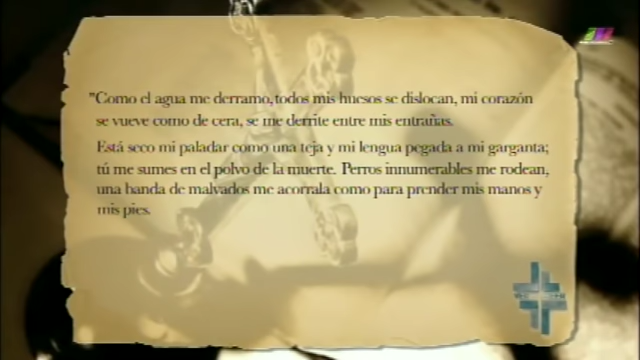 "Como el agua me derramo, todos mis huesos se dislocan, mi corazón
se vuelve como de cera, se me derrite entre mis entrañas.
Está seco mi paladar como una teja y mi lengua pegada a mi garganta;
tú me sumes en el polvo de la muerte. Perros innumerables me rodean,
una banda de malvados me acorrala como para prender mis manos y
mis pies.